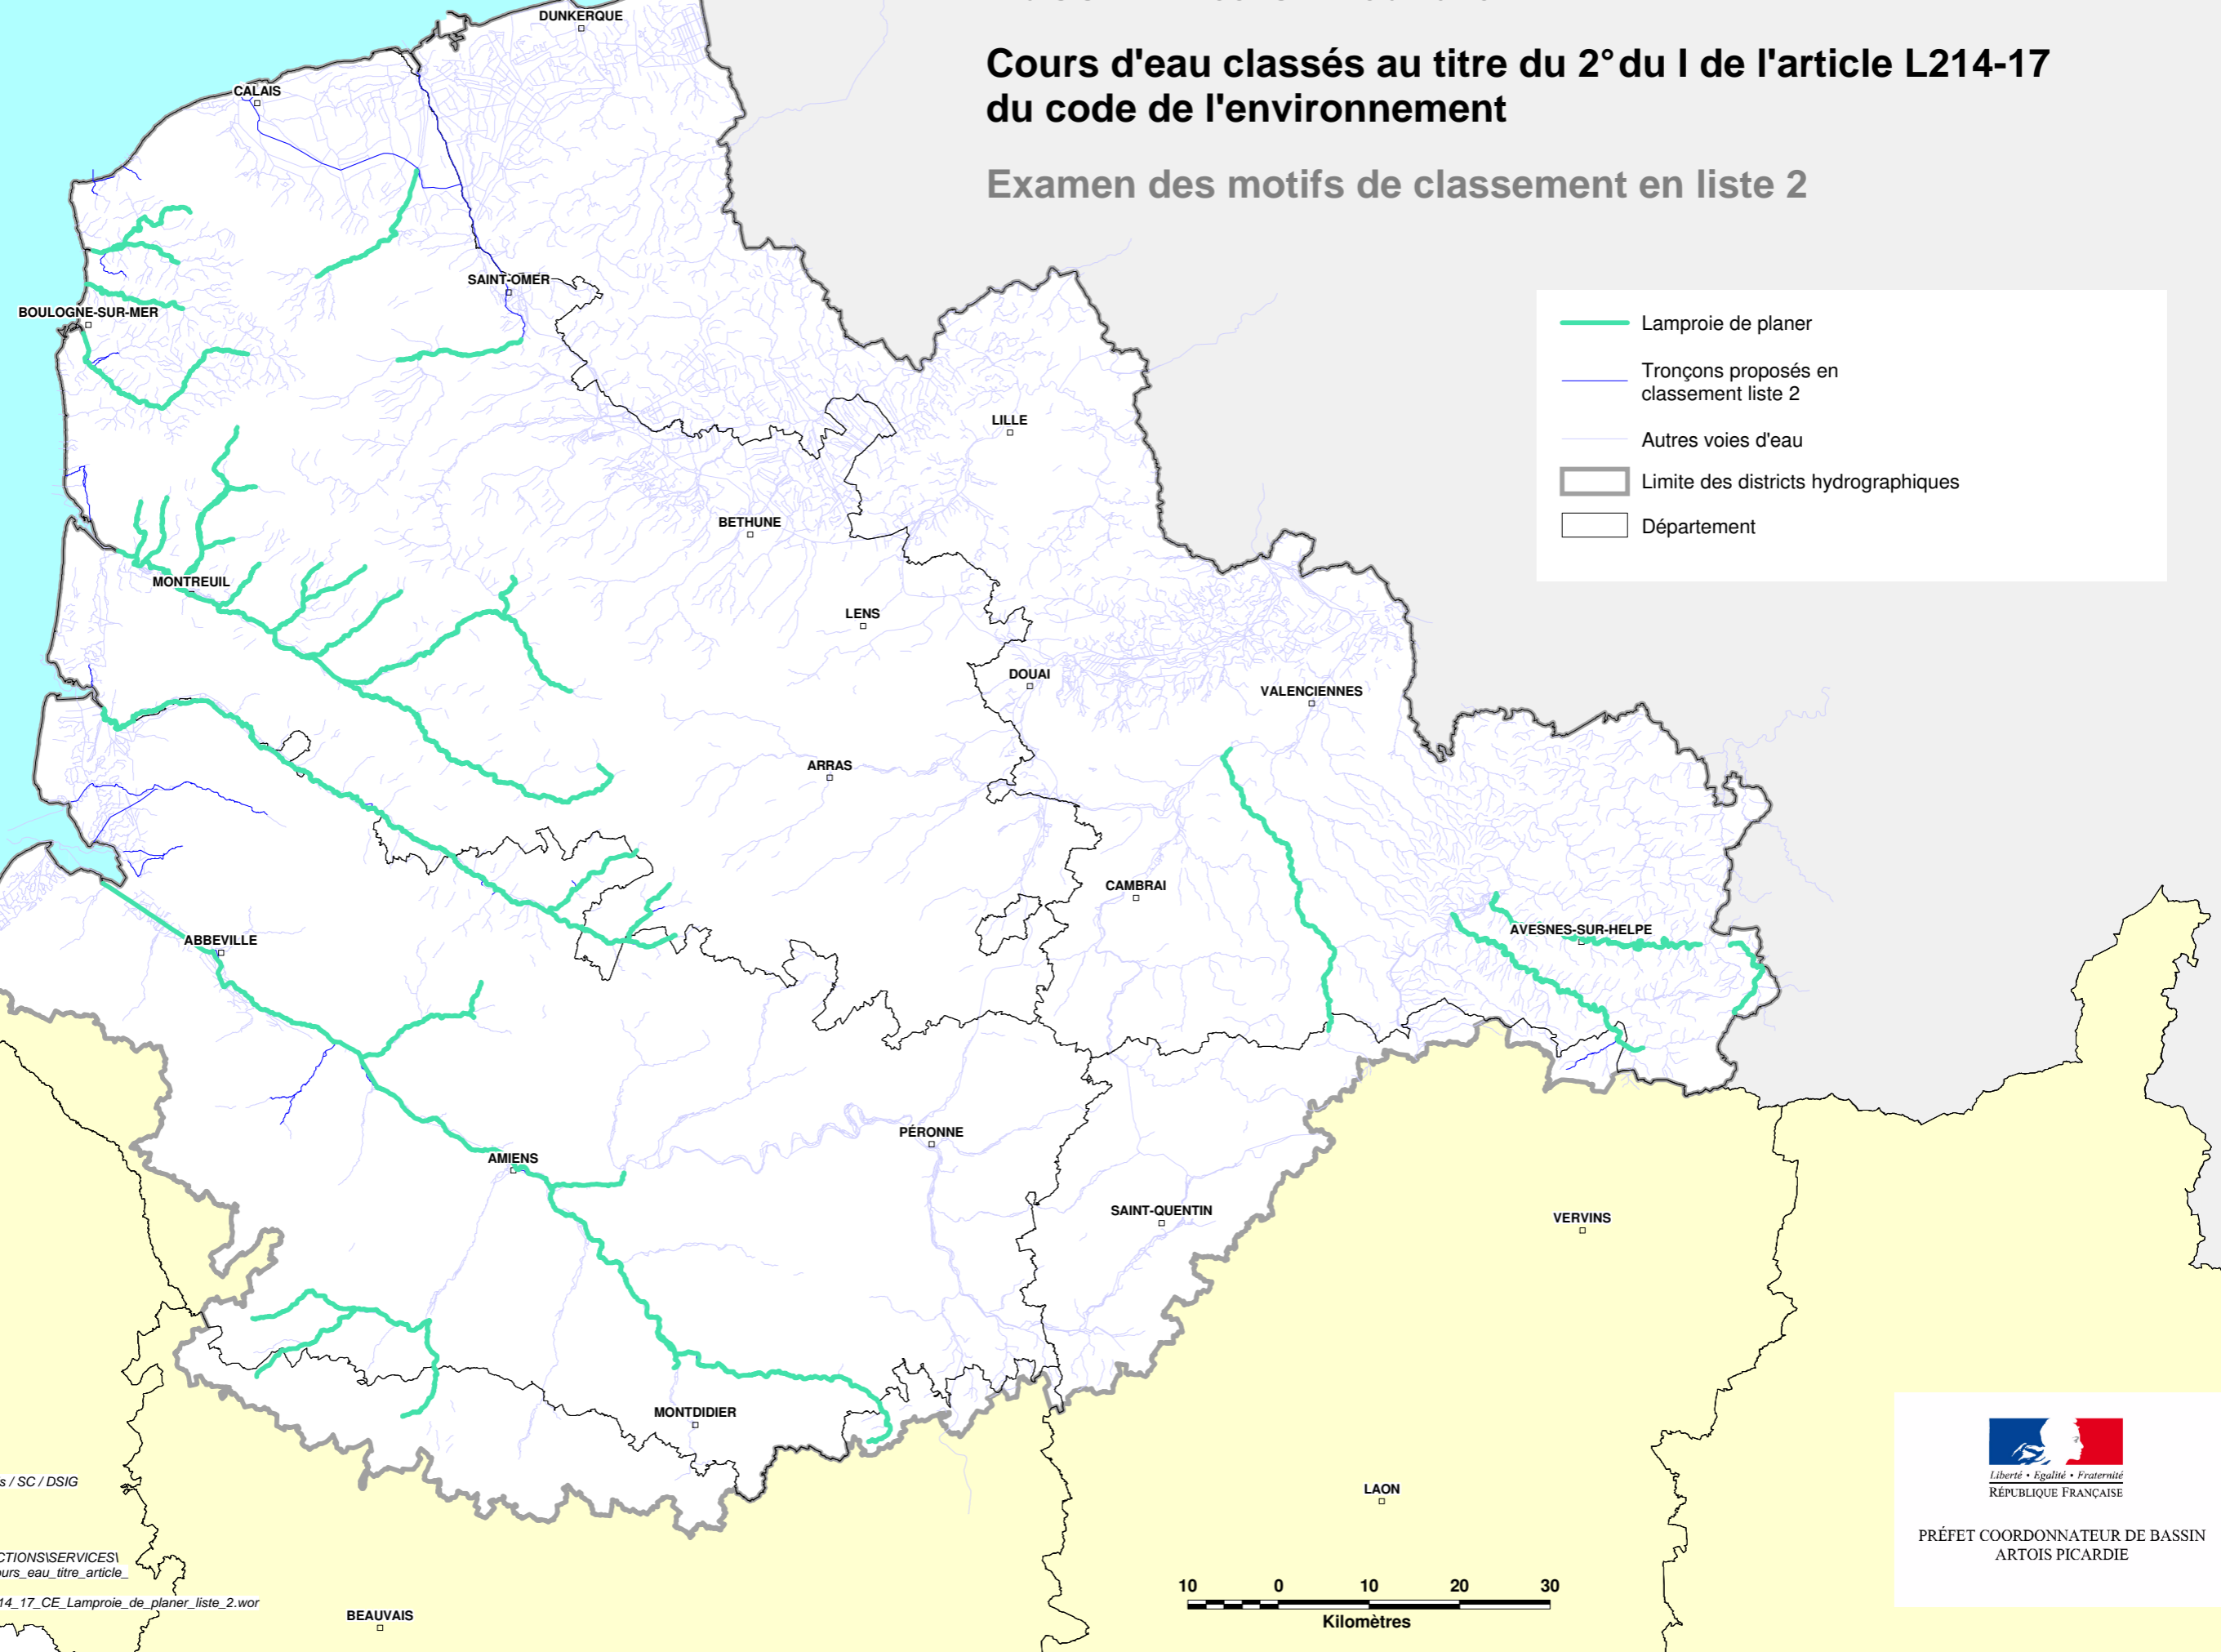 Cours d'eau classés au titre du 2°du I de l'article L214-17
du code de l'environnement
Examen des motifs de classement en liste 2
Lamproie de planer
Tronçons proposés en
classement liste 2
Autres voies d'eau
Limite des districts hydrographiques
Département
DUNKERQUE
CALAIS
SAINT-OMER
BOULOGNE-SUR-MER
LILLE
BETHUNE
MONTREUIL
LENS
DOUAI
VALENCIENNES
ARRAS
CAMBRAI
AVESNES-SUR-HELPE
ABBEVILLE
PÉRONNE
AMIENS
SAINT-QUENTIN
VERVINS
MONTDIDIER
LAON
BEAUVAIS
s / SC / DSIG
CTIONS\SERVICES\
ours_eau_titre_article_
14_17_CE_Lamproie_de_planer_liste_2.wor
10 0 10 20 30
Kilomètres
Liberté • Egalité • Fraternité
RÉPUBLIQUE FRANÇAISE
PRÉFET COORDONNATEUR DE BASSIN
ARTOIS PICARDIE